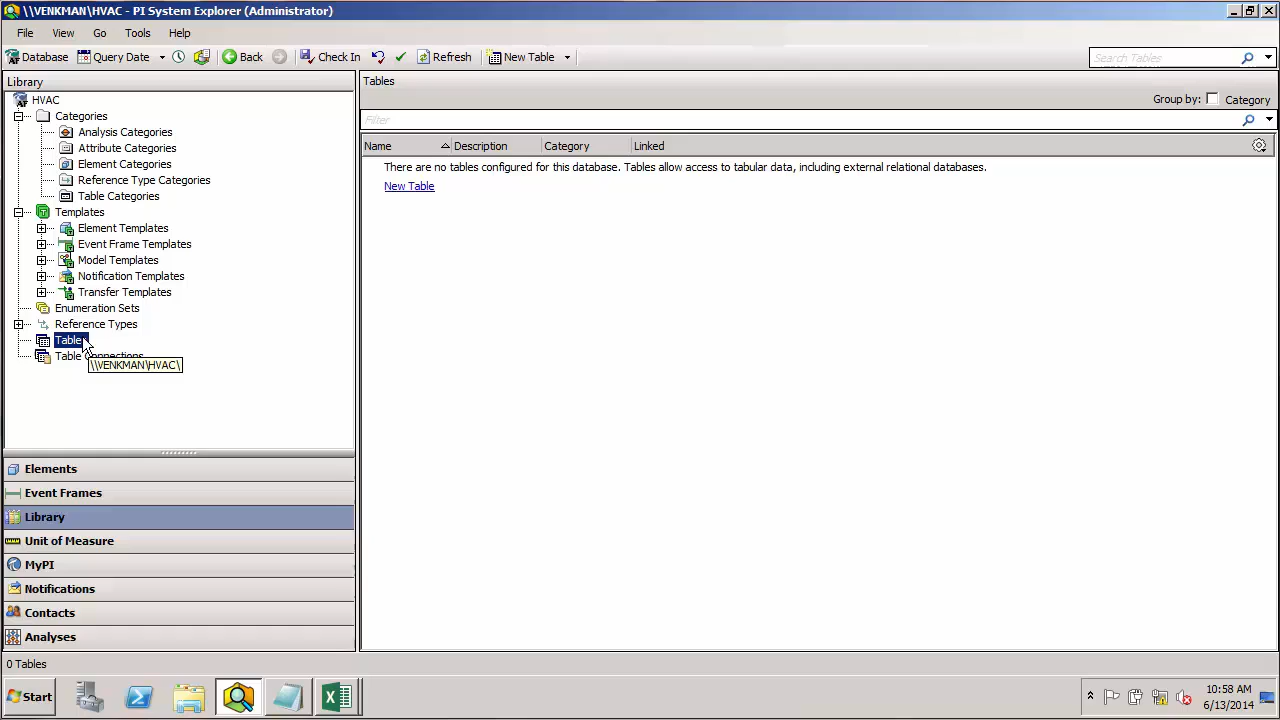 \\VENKMAN\HVAC - PI System Explorer (Administrator)
File View Go Tools Help
Database Query Date Back Check In Refresh New Table Search Tables
Library
HVAC
Categories
Analysis Categories
Attribute Categories
Element Categories
Reference Type Categories
Table Categories
Templates
Element Templates
Event Frame Templates
Model Templates
Notification Templates
Transfer Templates
Enumeration Sets
Reference Types
Table
Table Connections
\\VENKMAN\HVAC\
Elements
Event Frames
Library
Unit of Measure
MyPI
Notifications
Contacts
Analyses
Tables
Group by: Category
Filter
Name Description Category Linked
There are no tables configured for this database. Tables allow access to tabular data, including external relational databases.
New Table
0 Tables
Start
10:58 AM
6/13/2014